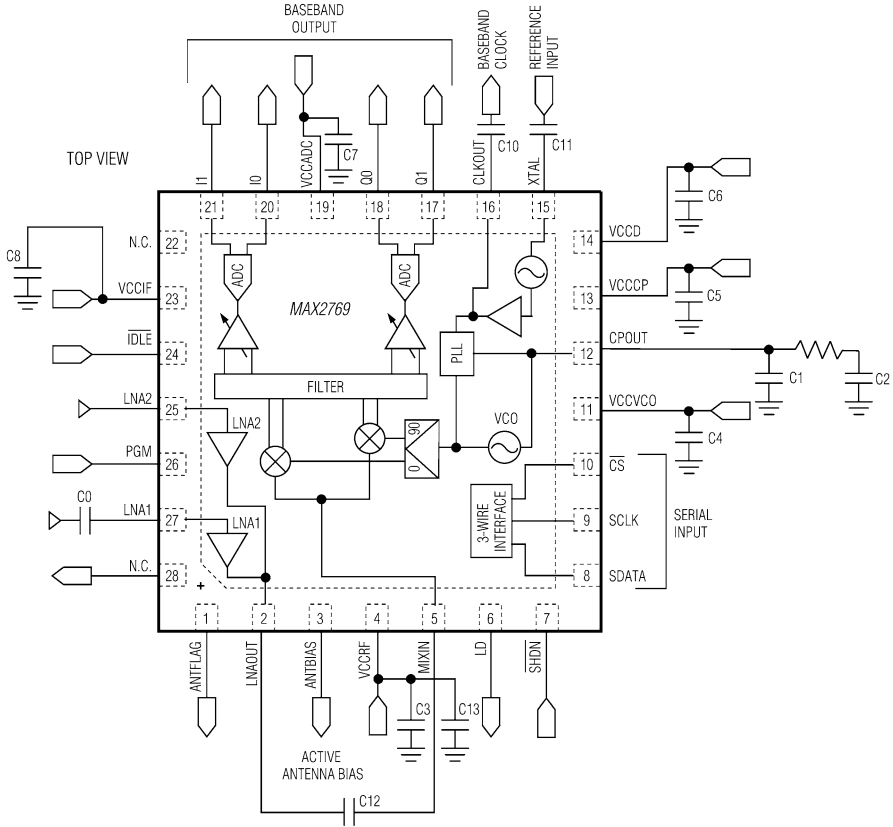 BASEBAND
OUTPUT
BASEBAND
CLOCK
REFERENCE
INPUT
C7
C10
C11
TOP VIEW
I1
I0
VCCADC
Q0
Q1
CLKOUT
XTAL
C6
21
20
19
18
17
16
15
N.C.
22
14
VCCD
C8
ADC
ADC
VCCIF
23
MAX2769
13
VCCCP
C5
IDLE
24
PLL
12
CPOUT
C1
C2
FILTER
LNA2
25
LNA2
90
0
VCO
11
VCCVCO
C4
PGM
26
10
CS
C0
LNA1
27
LNA1
3-WIRE
INTERFACE
9
SCLK
SERIAL
INPUT
N.C.
28
8
SDATA
+
1
2
3
4
5
6
7
ANTFLAG
LNAOUT
ANTBIAS
VCCRF
MIXIN
LD
SHDN
C3
C13
ACTIVE
ANTENNA BIAS
C12